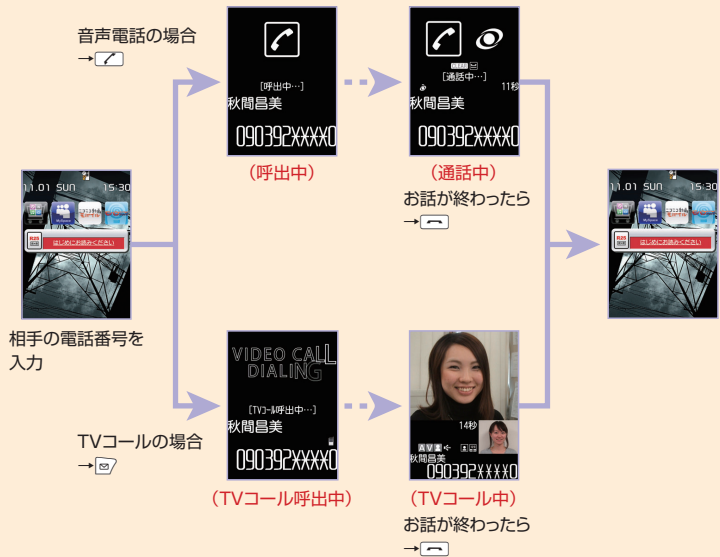 音声電話の場合
→
[呼出中…]
秋間昌美
090392XXXX0
(呼出中)
CLEAR
[通話中…]
11秒
秋間昌美
090392XXXX0
(通話中)
お話が終わったら
→
11.01 SUN 15:30
R25
はじめにお読みください
相手の電話番号を
入力
11.01 SUN 15:30
R25
はじめにお読みください
TVコールの場合
→
VIDEO CALL
DIALING
[TVコール呼出中…]
秋間昌美
090392XXXX0
(TVコール呼出中)
14秒
AV
秋間昌美
090392XXXX0
(TVコール中)
お話が終わったら
→